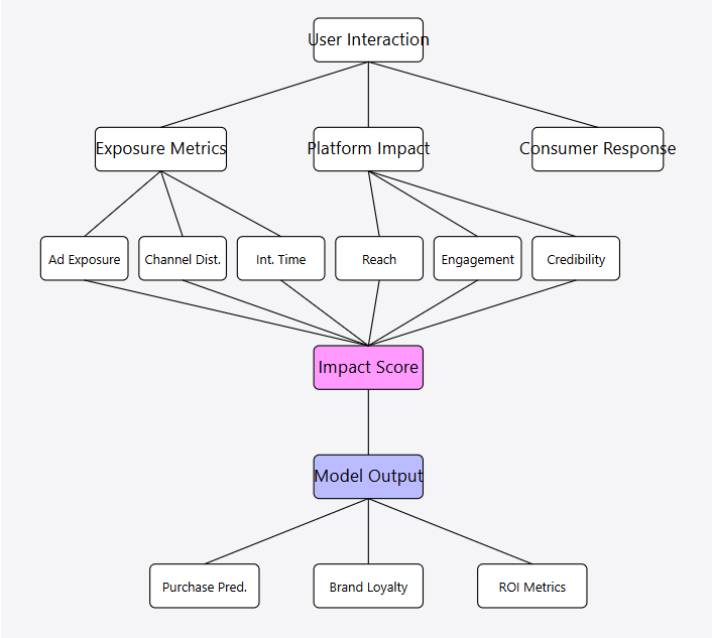 User Interaction
Exposure Metrics
Platform Impact
Consumer Response
Ad Exposure
Channel Dist.
Int. Time
Reach
Engagement
Credibility
Impact Score
Model Output
Purchase Pred.
Brand Loyalty
ROI Metrics